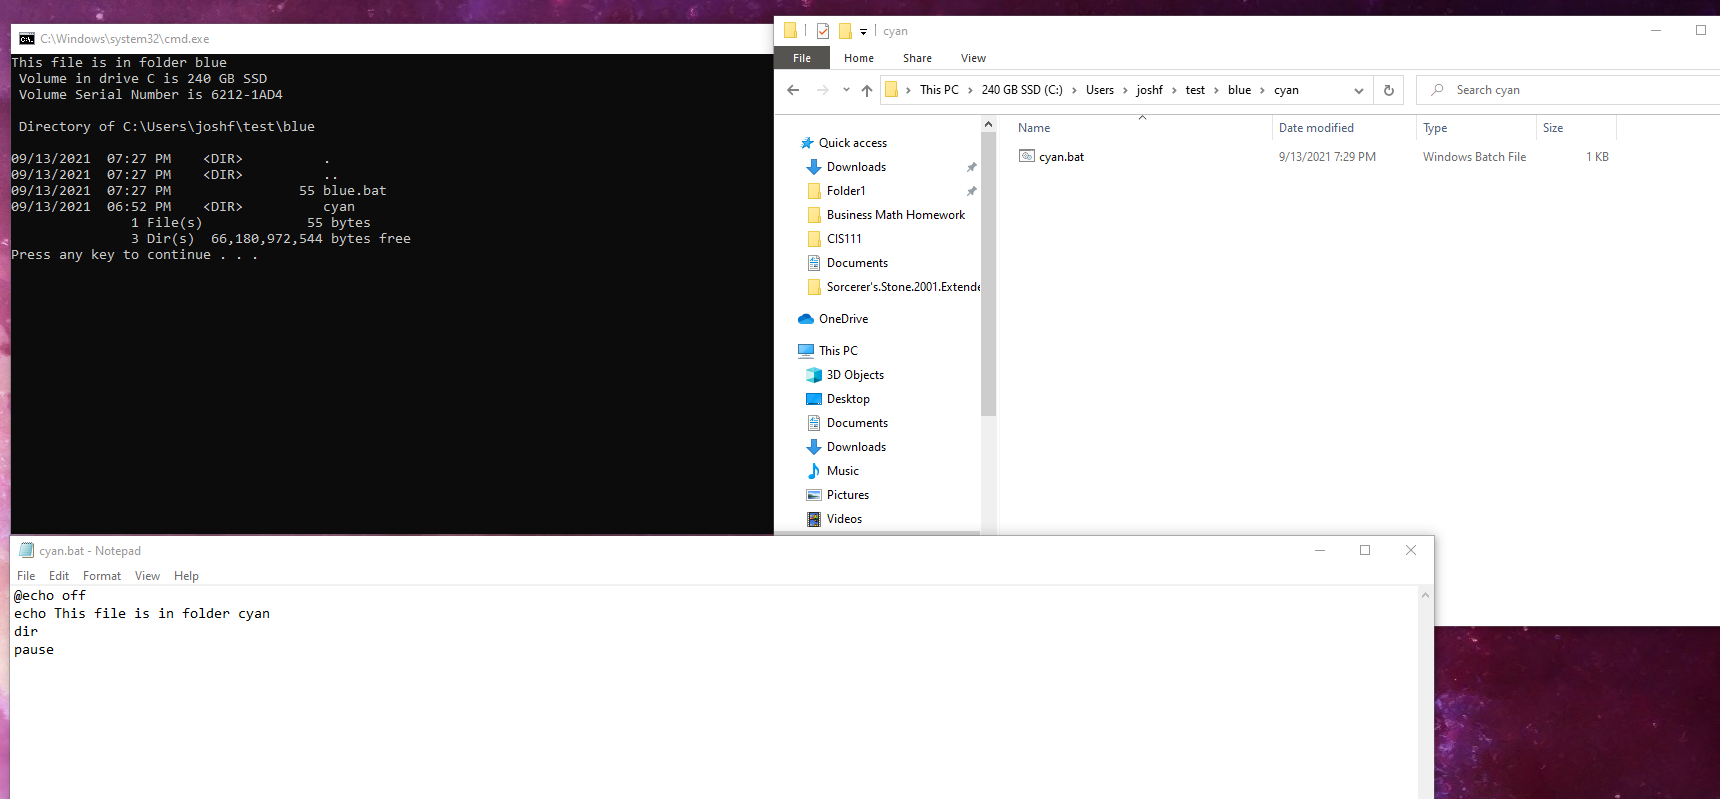 C:\Windows\system32\cmd.exe
This file is in folder blue
 Volume in drive C is 240 GB SSD
 Volume Serial Number is 6212-1AD4
 Directory of C:\Users\joshf\test\blue
09/13/2021  07:27 PM    <DIR>          .
09/13/2021  07:27 PM    <DIR>          ..
09/13/2021  07:27 PM                55 blue.bat
09/13/2021  06:52 PM    <DIR>          cyan
               1 File(s)             55 bytes
               3 Dir(s)  66,180,972,544 bytes free
Press any key to continue . . .
cyan
File Home Share View
This PC > 240 GB SSD (C:) > Users > joshf > test > blue > cyan
Search cyan
Quick access
Downloads
Folder1
Business Math Homework
CIS111
Documents
Sorcerer's.Stone.2001.Extende
OneDrive
This PC
3D Objects
Desktop
Documents
Downloads
Music
Pictures
Videos
Name Date modified Type Size
cyan.bat 9/13/2021 7:29 PM Windows Batch File 1 KB
cyan.bat - Notepad
File Edit Format View Help
@echo off
echo This file is in folder cyan
dir
pause